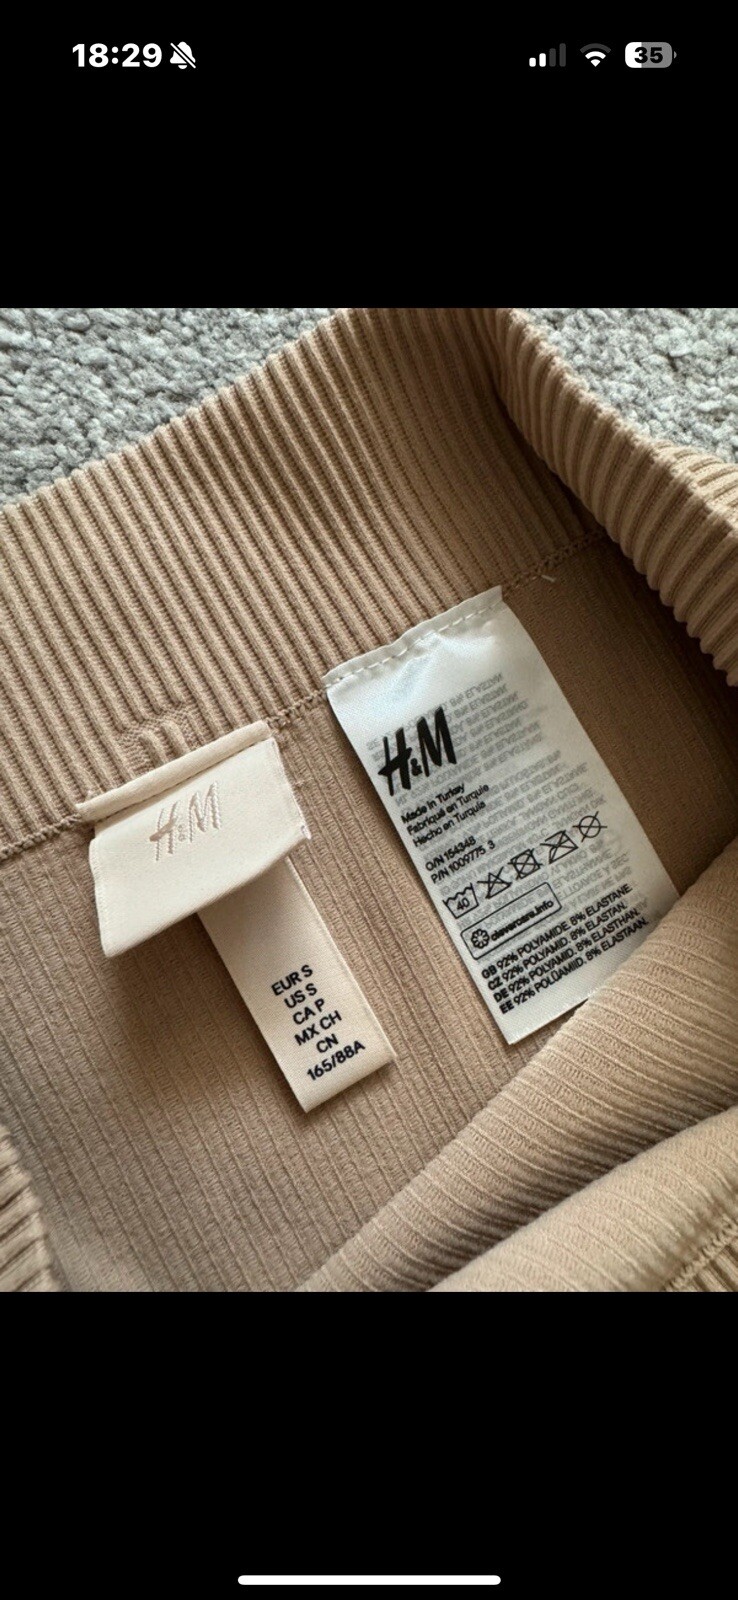 18:29
35
H&M
EUR S
US S
CA P
MX CH
CN
165/88A
H&M
Made in Turkey
Fabriqué en Turquie
Hecho en Turquía
O/N 154348
P/N 1009775 3
40
clevercare.info
GB 92% POLYAMIDE. 8% ELASTANE.
CZ 92% POLYAMID. 8% ELASTAN.
DE 92% POLYAMID. 8% ELASTHAN.
EE 92% POLÜAMIID. 8% ELASTAAN.